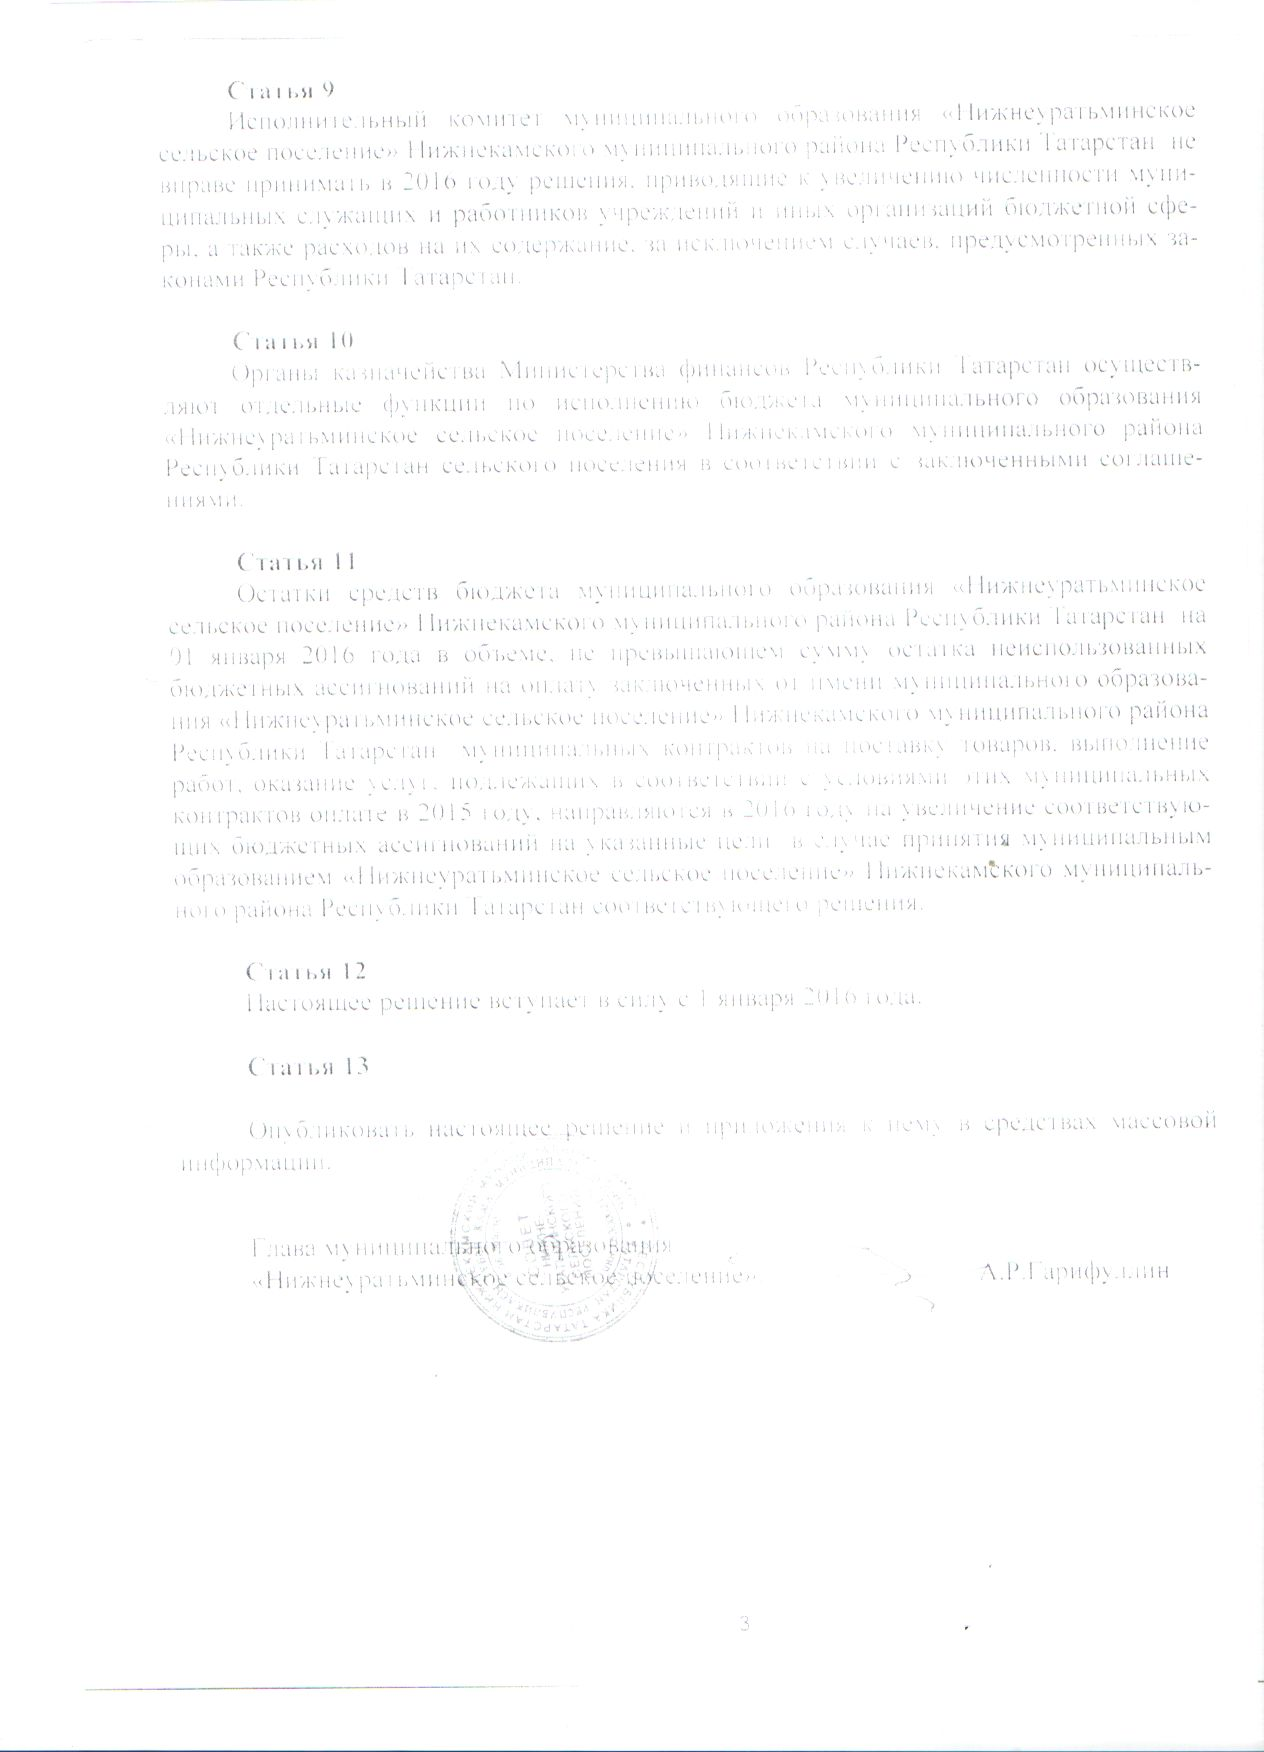 Статья 9
Исполнительный комитет муниципального образования «Нижнеуратьминское
сельское поселение» Нижнекамского муниципального района Республики Татарстан не
вправе принимать в 2016 году решения, приводящие к увеличению численности муни-
ципальных служащих и работников учреждений и иных организаций бюджетной сфе-
ры, а также расходов на их содержание, за исключением случаев, предусмотренных за-
конами Республики Татарстан.
Статья 10
Органы казначейства Министерства финансов Республики Татарстан осуществ-
ляют отдельные функции по исполнению бюджета муниципального образования
«Нижнеуратьминское сельское поселение» Нижнекамского муниципального района
Республики Татарстан сельского поселения в соответствии с заключенными соглаше-
ниями.
Статья 11
Остатки средств бюджета муниципального образования «Нижнеуратьминское
сельское поселение» Нижнекамского муниципального района Республики Татарстан на
01 января 2016 года в объеме, не превышающем сумму остатка неиспользованных
бюджетных ассигнований на оплату заключенных от имени муниципального образова-
ния «Нижнеуратьминское сельское поселение» Нижнекамского муниципального района
Республики Татарстан муниципальных контрактов на поставку товаров, выполнение
работ, оказание услуг, подлежащих в соответствии с условиями этих муниципальных
контрактов оплате в 2015 году, направляются в 2016 году на увеличение соответствую-
щих бюджетных ассигнований на указанные цели в случае принятия муниципальным
образованием «Нижнеуратьминское сельское поселение» Нижнекамского муниципаль-
ного района Республики Татарстан соответствующего решения.
Статья 12
Настоящее решение вступает в силу с 1 января 2016 года.
Статья 13
Опубликовать настоящее решение и приложения к нему в средствах массовой
информации.
Глава муниципального образования
«Нижнеуратьминское сельское поселение» А.Р.Гарифуллин
3